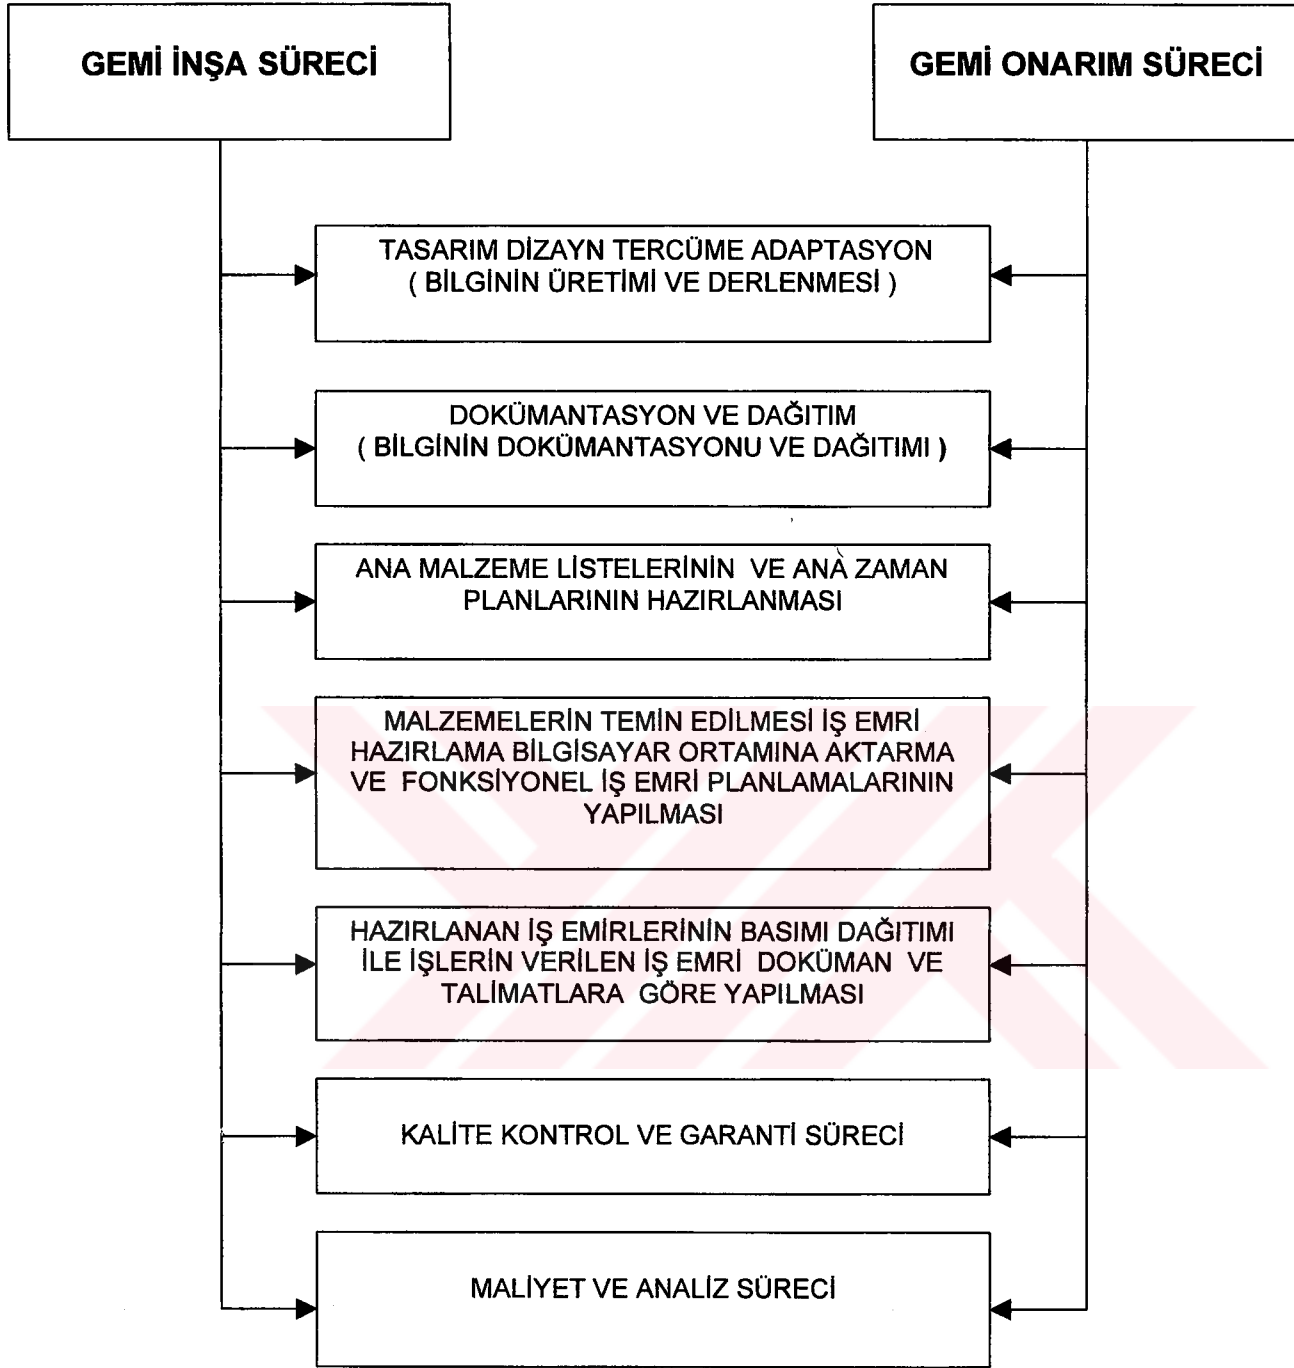 GEMİ İNŞA SÜRECİ
GEMİ ONARIM SÜRECİ
TASARIM DİZAYN TERCÜME ADAPTASYON
( BİLGİNİN ÜRETİMİ VE DERLENMESİ )
DOKÜMANTASYON VE DAĞITIM
( BİLGİNİN DOKÜMANTASYONU VE DAĞITIMI )
ANA MALZEME LİSTELERİNİN VE ANA ZAMAN
PLANLARININ HAZIRLANMASI
MALZEMELERİN TEMİN EDİLMESİ İŞ EMRİ
HAZIRLAMA BİLGİSAYAR ORTAMINA AKTARMA
VE FONKSİYONEL İŞ EMRİ PLANLAMALARININ
YAPILMASI
HAZIRLANAN İŞ EMİRLERİNİN BASIMI DAĞITIMI
İLE İŞLERİN VERİLEN İŞ EMRİ DOKÜMAN VE
TALİMATLARA GÖRE YAPILMASI
KALİTE KONTROL VE GARANTİ SÜRECİ
MALİYET VE ANALİZ SÜRECİ